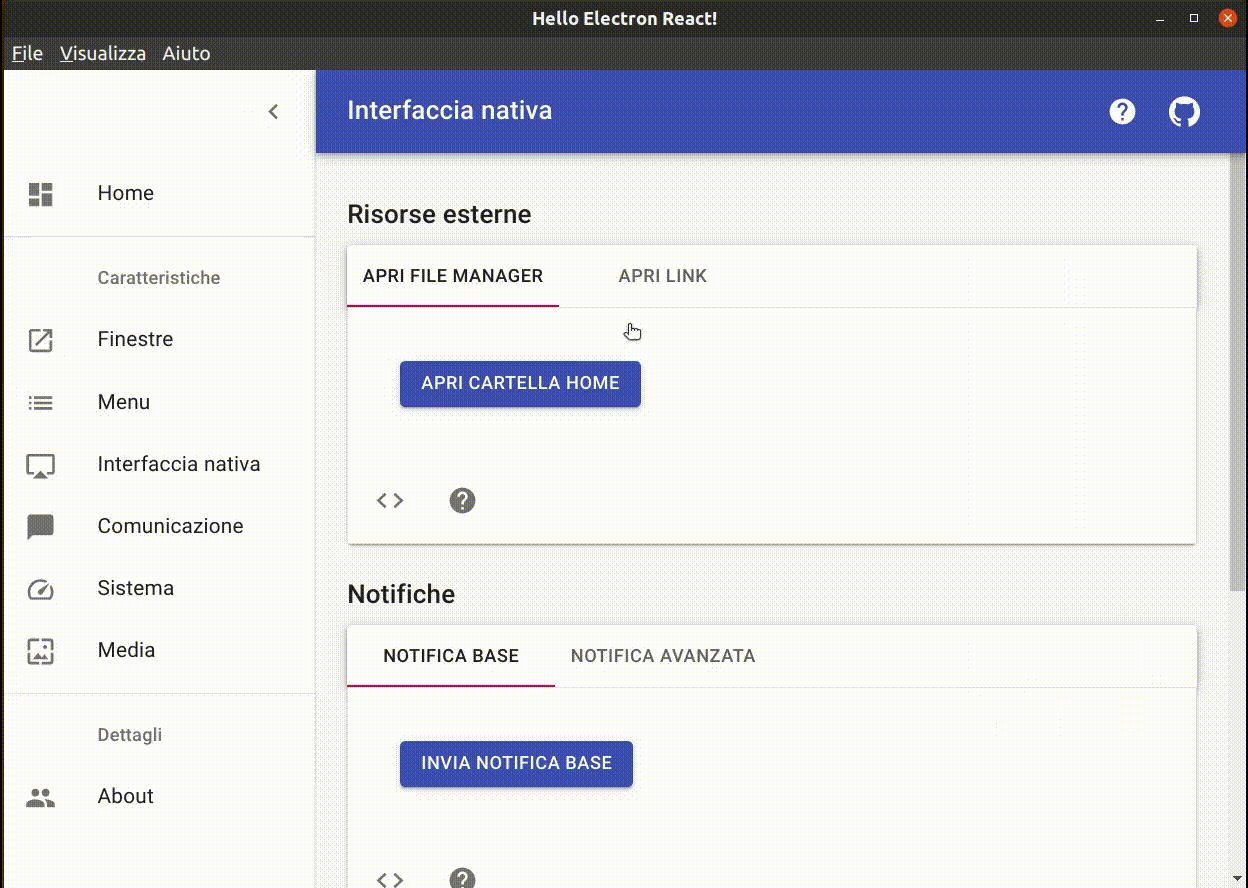 Hello Electron React!
File Visualizza Aiuto
Interfaccia nativa
Home
Caratteristiche
Finestre
Menu
Interfaccia nativa
Comunicazione
Sistema
Media
Dettagli
About
Risorse esterne
APRI FILE MANAGER APRI LINK
APRI CARTELLA HOME
Notifiche
NOTIFICA BASE NOTIFICA AVANZATA
INVIA NOTIFICA BASE